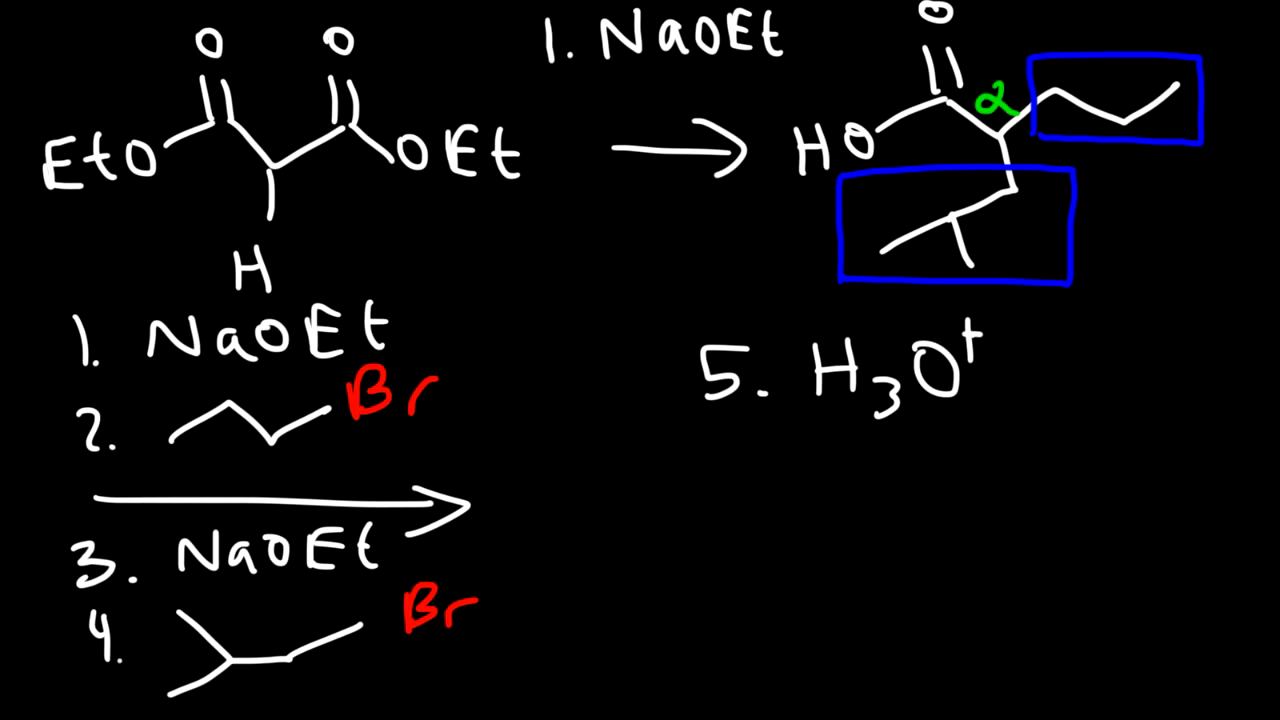 O O
EtO OEt
H
1. NaOEt
O
HO α
1. NaOEt
2. Br
3. NaOEt
4. Br
5. H3O+